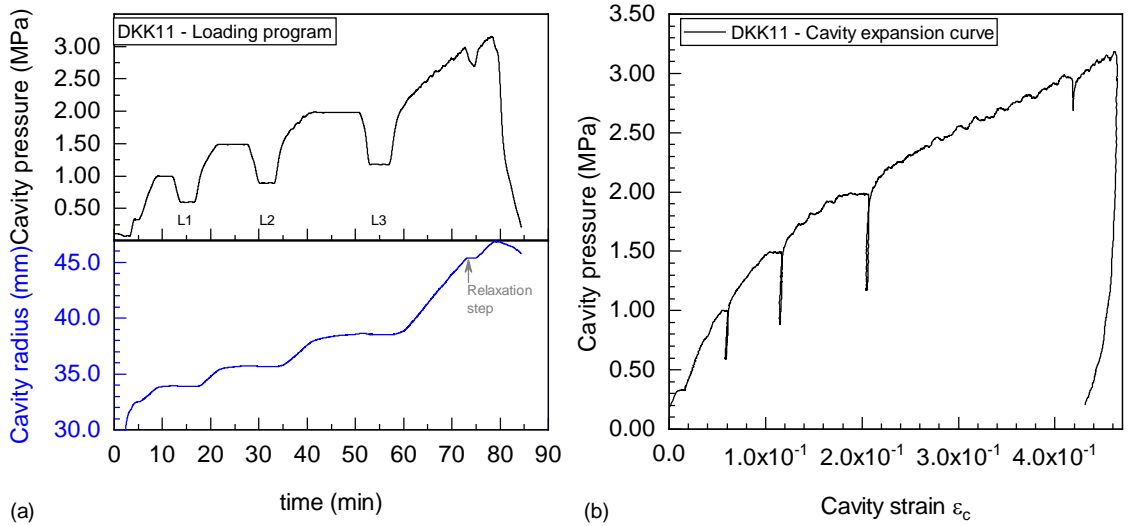 DKK11 - Loading program
Cavity pressure (MPa)
3.00
2.50
2.00
1.50
1.00
0.50
L1
L2
L3
Cavity radius (mm)
45.0
40.0
35.0
30.0
Relaxation
step
0 10 20 30 40 50 60 70 80 90
time (min)
(a)
DKK11 - Cavity expansion curve
Cavity pressure (MPa)
3.50
3.00
2.50
2.00
1.50
1.00
0.50
0.00
0.0 1.0x10⁻¹ 2.0x10⁻¹ 3.0x10⁻¹ 4.0x10⁻¹
Cavity strain ε_c
(b)